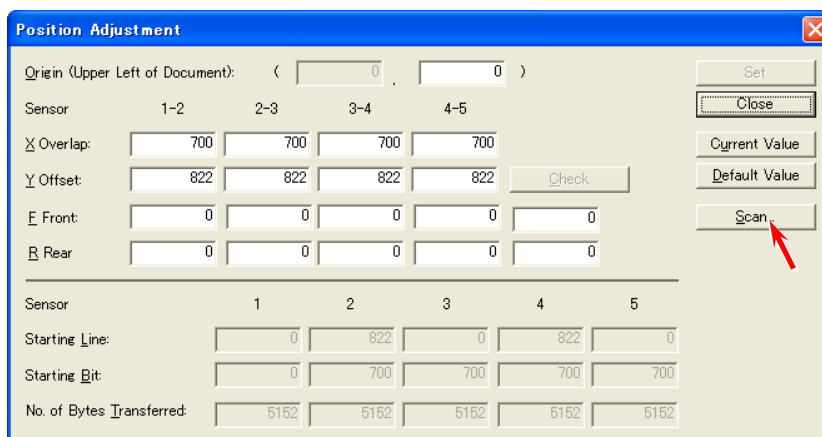 Position Adjustment
Origin (Upper Left of Document): ( 0 , 0 ) Set
Sensor 1-2 2-3 3-4 4-5 Close
X Overlap: 700 700 700 700 Current Value
Y Offset: 822 822 822 822 Check Default Value
F Front: 0 0 0 0 0 Scan..
R Rear 0 0 0 0 0
Sensor 1 2 3 4 5
Starting Line: 0 822 0 822 0
Starting Bit: 0 700 700 700 700
No. of Bytes Transferred: 5152 5152 5152 5152 5152